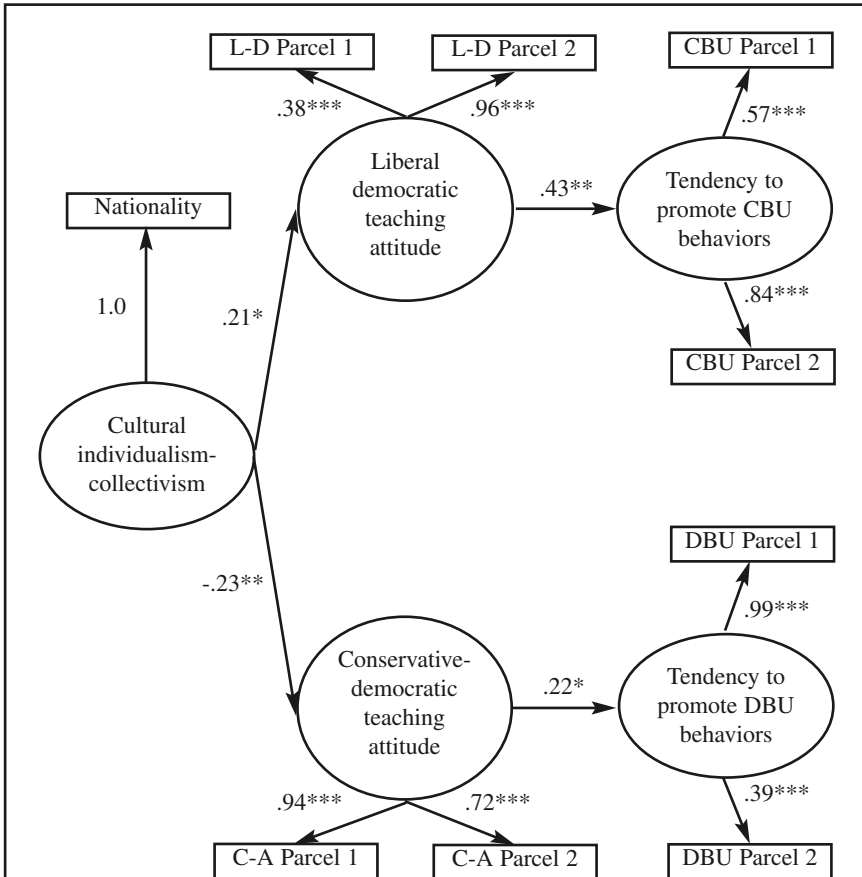 L-D Parcel 1
L-D Parcel 2
CBU Parcel 1
.38***
.96***
.57***
Liberal
democratic
teaching
attitude
.43**
Tendency to
promote CBU
behaviors
Nationality
1.0
.21*
.84***
CBU Parcel 2
Cultural
individualism-
collectivism
-.23**
DBU Parcel 1
.99***
Conservative-
democratic
teaching
attitude
.22*
Tendency to
promote DBU
behaviors
.94***
.72***
.39***
C-A Parcel 1
C-A Parcel 2
DBU Parcel 2